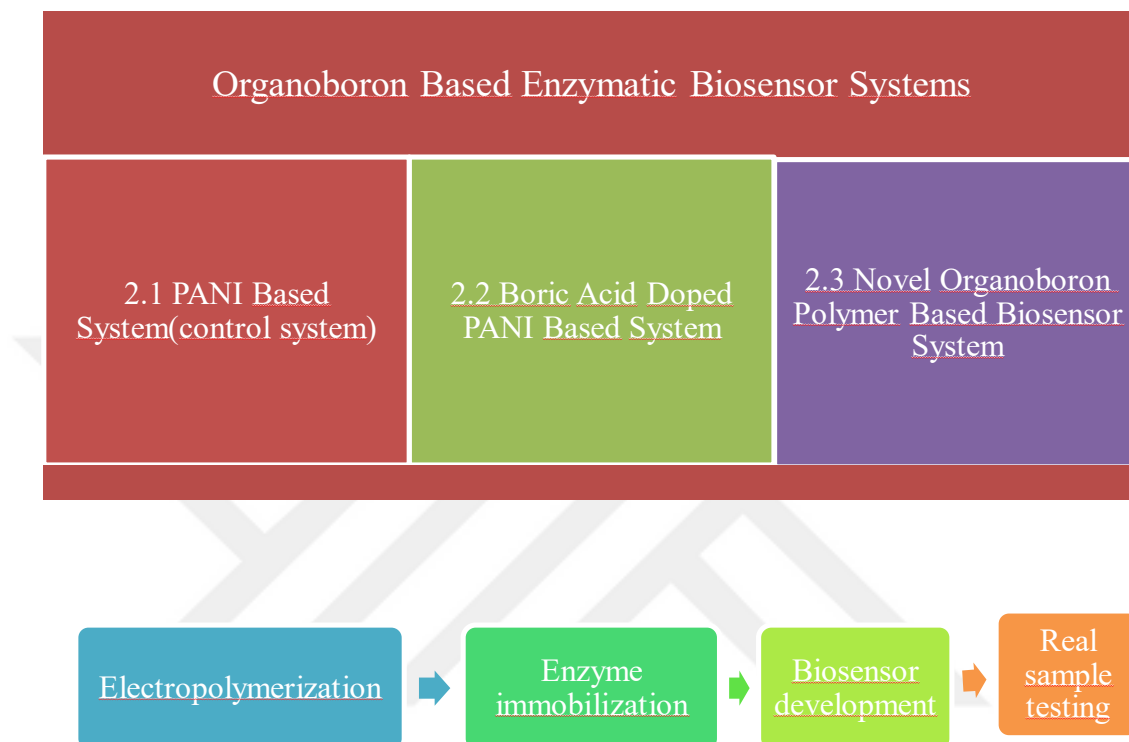 Organoboron Based Enzymatic Biosensor Systems
2.1 PANI Based
System(control system)
2.2 Boric Acid Doped
PANI Based System
2.3 Novel Organoboron
Polymer Based Biosensor
System
Electropolymerization
Enzyme
immobilization
Biosensor
development
Real
sample
testing